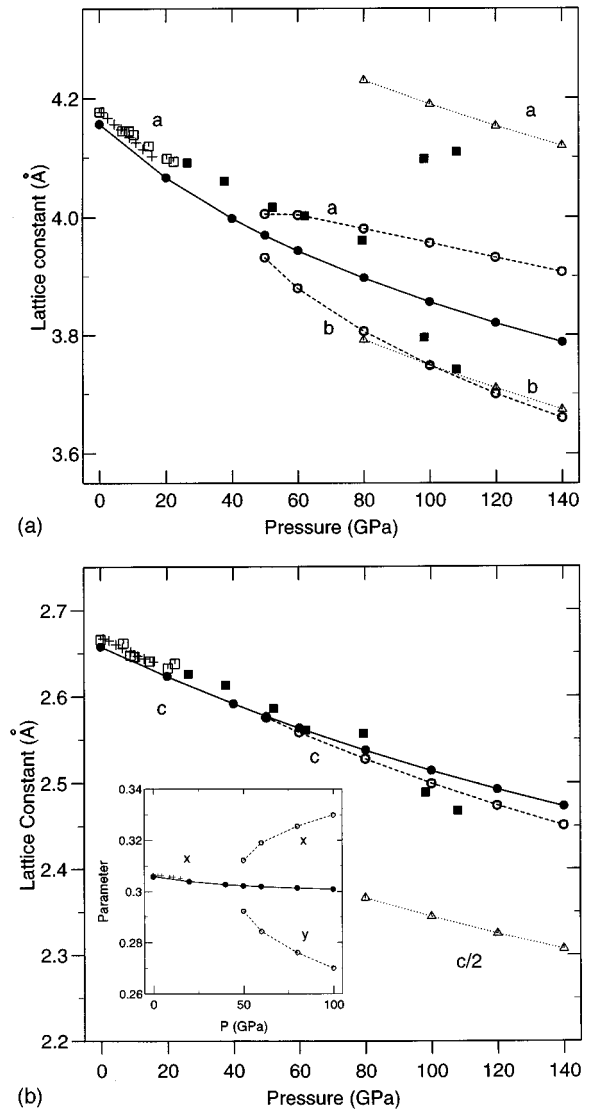 4.2
4.0
3.8
3.6
Lattice constant (Å)
a
a
a
b
b
0 20 40 60 80 100 120 140
Pressure (GPa)
(a)
2.7
2.6
2.5
2.4
2.3
2.2
Lattice Constant (Å)
c
c
c/2
0.34
0.32
0.3
0.28
0.26
Parameter
x
x
y
0 50 100
P (GPa)
0 20 40 60 80 100 120 140
Pressure (GPa)
(b)